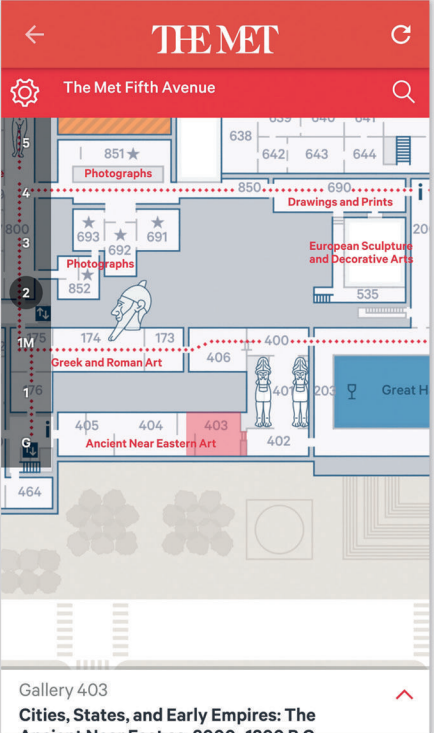 THE MET
The Met Fifth Avenue
5
4
3
2
1M
1
G
638
642
643
644
851
Photographs
850
690
Drawings and Prints
800
693
692
691
Photographs
852
European Sculpture
and Decorative Arts
535
174
173
400
406
Greek and Roman Art
401
203
Great H
405
404
403
Ancient Near Eastern Art
402
464
Gallery 403
Cities, States, and Early Empires: The